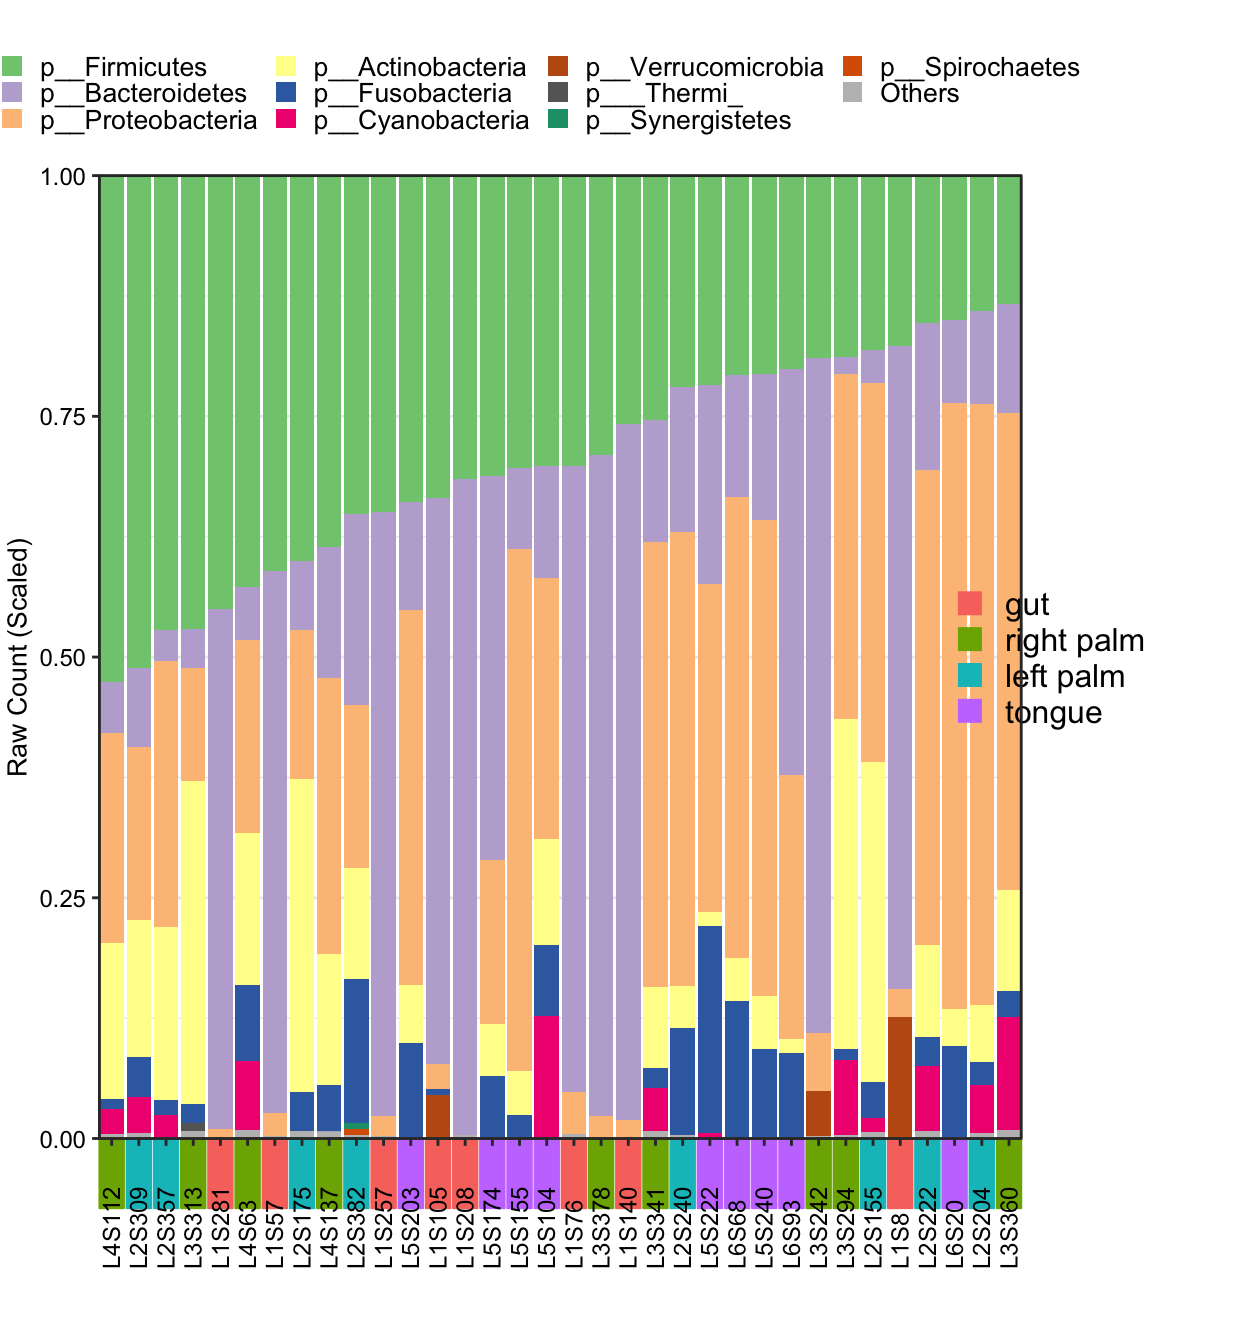 p__Firmicutes p__Actinobacteria p__Verrucomicrobia p__Spirochaetes
p__Bacteroidetes p__Fusobacteria p___Thermi_ Others
p__Proteobacteria p__Cyanobacteria p__Synergistetes
1.00
0.75
0.50
0.25
0.00
Raw Count (Scaled)
gut
right palm
left palm
tongue
L4S112
L2S309
L2S357
L3S313
L1S281
L4S63
L1S57
L2S175
L4S137
L2S382
L1S257
L5S203
L1S105
L1S208
L5S174
L5S155
L5S104
L1S76
L3S378
L1S140
L3S341
L2S240
L5S222
L6S68
L5S240
L6S93
L3S242
L3S294
L2S155
L1S8
L2S222
L6S20
L2S204
L3S360